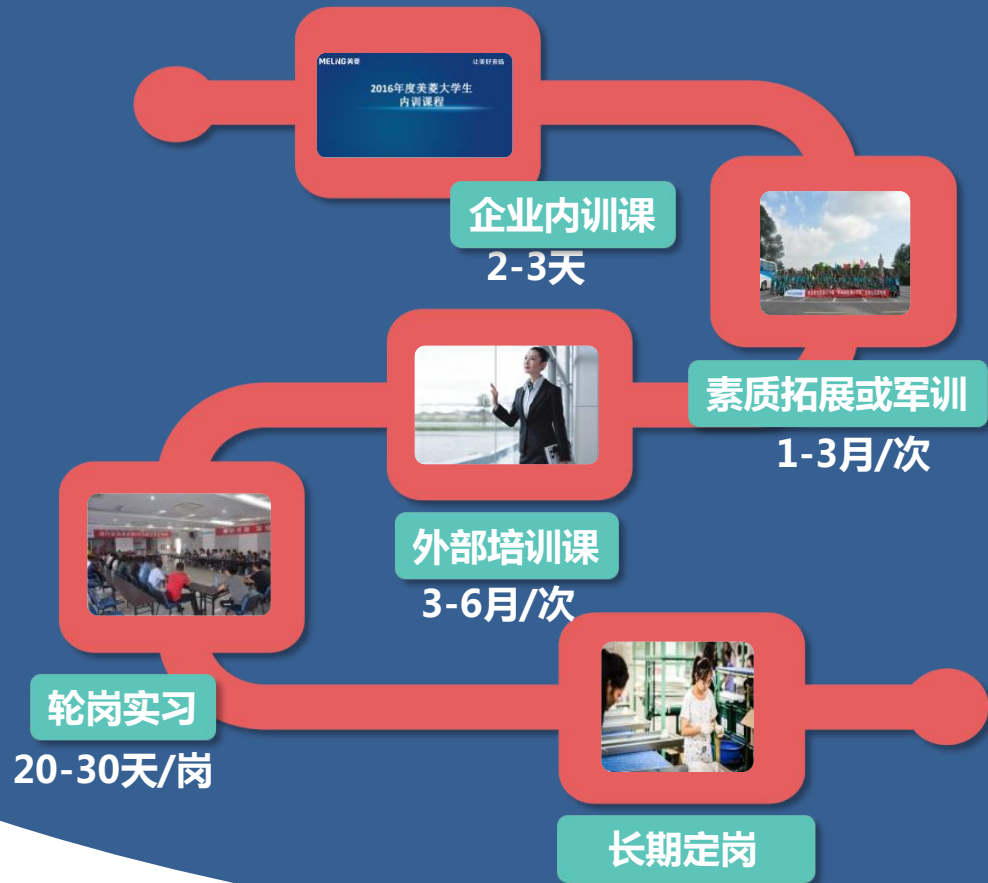 MELING美菱
让美好发生
2016年度美菱大学生
内训课程
企业内训课
2-3天
素质拓展或军训
1-3月/次
外部培训课
3-6月/次
轮岗实习
20-30天/岗
长期定岗